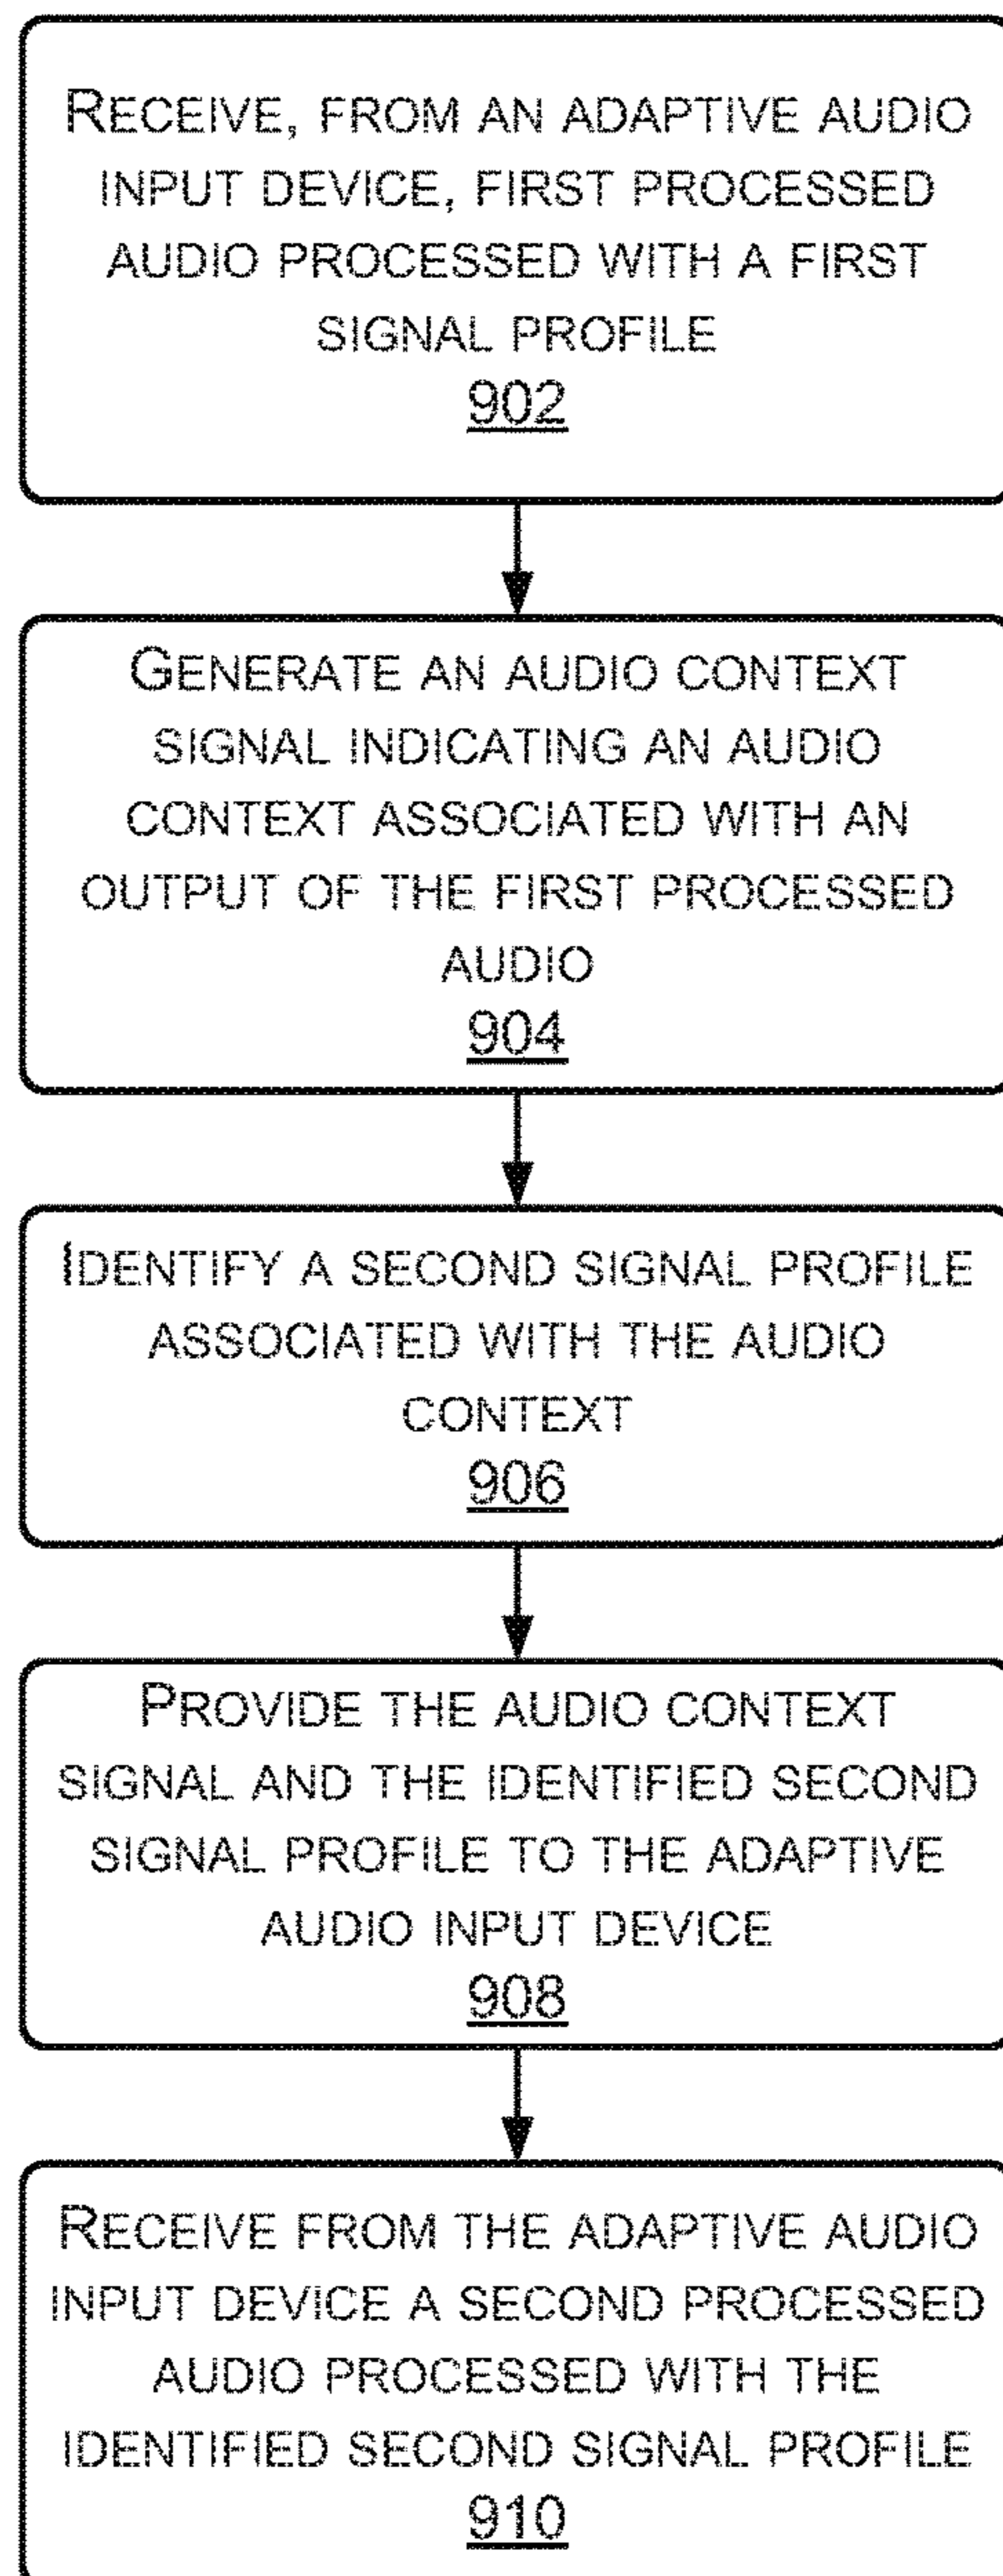 RECEIVE, FROM AN ADAPTIVE AUDIO
INPUT DEVICE, FIRST PROCESSED
AUDIO PROCESSED WITH A FIRST
SIGNAL PROFILE
902
GENERATE AN AUDIO CONTEXT
SIGNAL INDICATING AN AUDIO
CONTEXT ASSOCIATED WITH AN
OUTPUT OF THE FIRST PROCESSED
AUDIO
904
IDENTIFY A SECOND SIGNAL PROFILE
ASSOCIATED WITH THE AUDIO
CONTEXT
906
PROVIDE THE AUDIO CONTEXT
SIGNAL AND THE IDENTIFIED SECOND
SIGNAL PROFILE TO THE ADAPTIVE
AUDIO INPUT DEVICE
908
RECEIVE FROM THE ADAPTIVE AUDIO
INPUT DEVICE A SECOND PROCESSED
AUDIO PROCESSED WITH THE
IDENTIFIED SECOND SIGNAL PROFILE
910